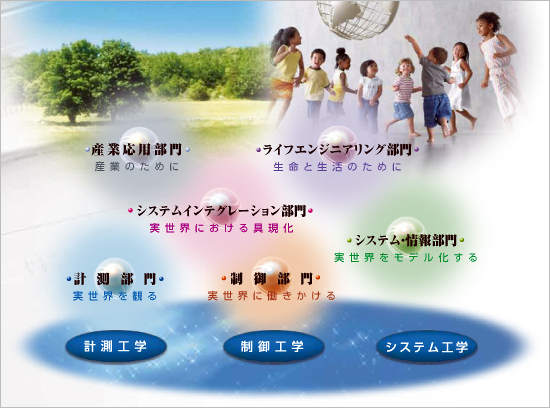 産業応用部門
産業のために
ライフエンジニアリング部門
生命と生活のために
システムインテグレーション部門
実世界における具現化
システム・情報部門
実世界をモデル化する
計測部門
実世界を観る
制御部門
実世界に働きかける
計測工学
制御工学
システム工学